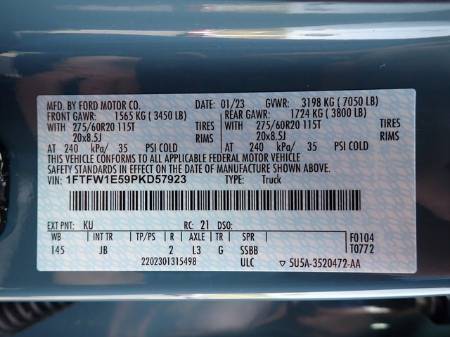 MFD. BY FORD MOTOR CO. 01/23 GVWR: 3198 KG (7050 LB)
FRONT GAWR: 1565 KG (3450 LB) REAR GAWR: 1724 KG (3800 LB)
WITH 275/60R20 115T TIRES WITH 275/60R20 115T TIRES
20x8.5J RIMS 20x8.5J RIMS
AT 240 kPa/ 35 PSI COLD AT 240 kPa/ 35 PSI COLD
THIS VEHICLE CONFORMS TO ALL APPLICABLE FEDERAL MOTOR VEHICLE
SAFETY STANDARDS IN EFFECT ON THE DATE OF MANUFACTURE SHOWN ABOVE.
VIN: 1FTFW1E59PKD57923 TYPE: Truck
EXT PNT: KU RC: 21 DSO:
WB INT TR TP/PS R AXLE TR SPR F0104
145 JB 2 L3 G SSBB T0772
2202301315498 ULC 5U5A-3520472-AA